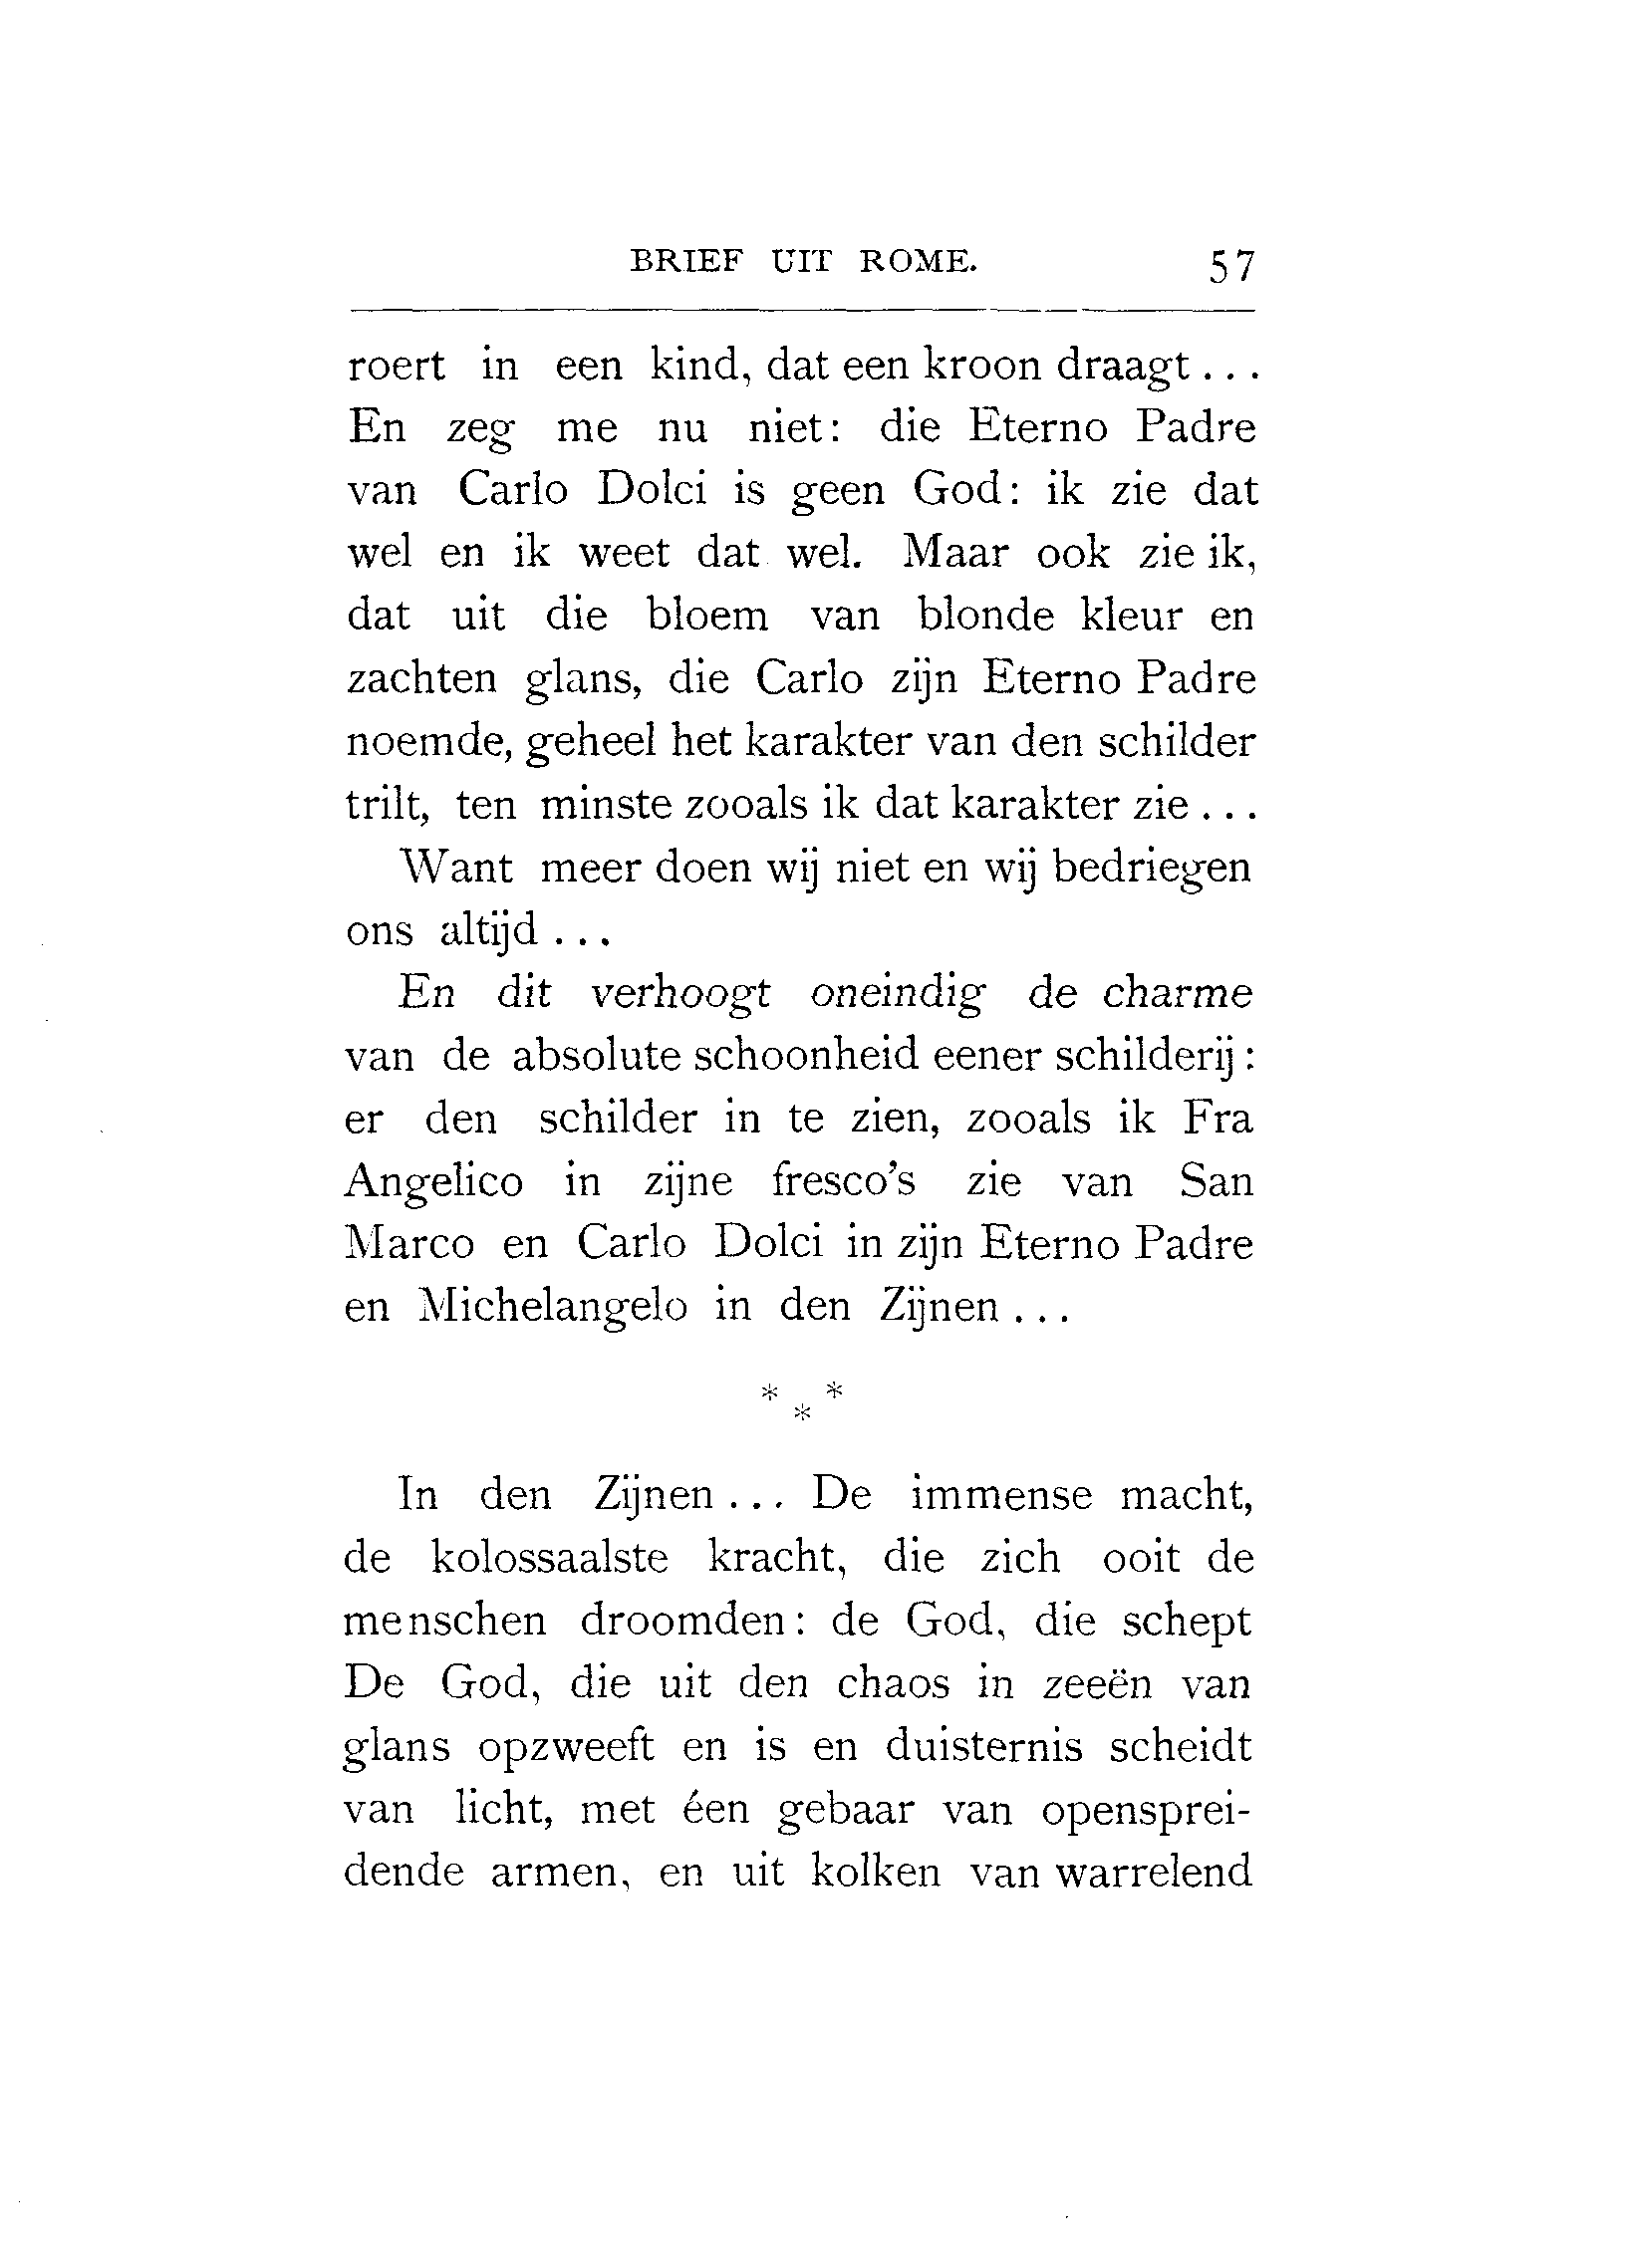 BRIEF UIT ROME. 57
roert in een kind, dat een kroon draagt...
En zeg me nu niet: die Eterno Padre
van Carlo Dolci is geen God: ik zie dat
wel en ik weet dat wel. Maar ook zie ik,
dat uit die bloem van blonde kleur en
zachten glans, die Carlo zijn Eterno Padre
noemde, geheel het karakter van den schilder
trilt, ten minste zooals ik dat karakter zie...
Want meer doen wij niet en wij bedriegen
ons altijd...
En dit verhoogt oneindig de charme
van de absolute schoonheid eener schilderij:
er den schilder in te zien, zooals ik Fra
Angelico in zijne fresco's zie van San
Marco en Carlo Dolci in zijn Eterno Padre
en Michelangelo in den Zijnen...
* * *
In den Zijnen... De immense macht,
de kolossaalste kracht, die zich ooit de
menschen droomden: de God, die schept
De God, die uit den chaos in zeeën van
glans opzweeft en is en duisternis scheidt
van licht, met éen gebaar van opensprei-
dende armen, en uit kolken van warrelend